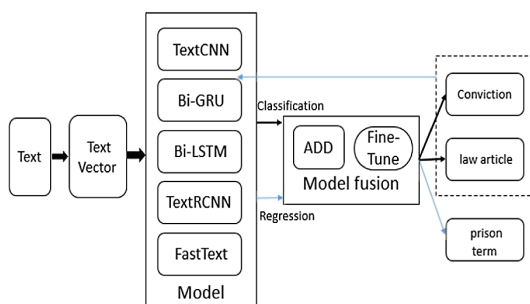 Text
Text
Vector
TextCNN
Bi-GRU
Bi-LSTM
TextRCNN
FastText
Model
Classification
Regression
ADD
Fine-
Tune
Model fusion
Conviction
law article
prison
term